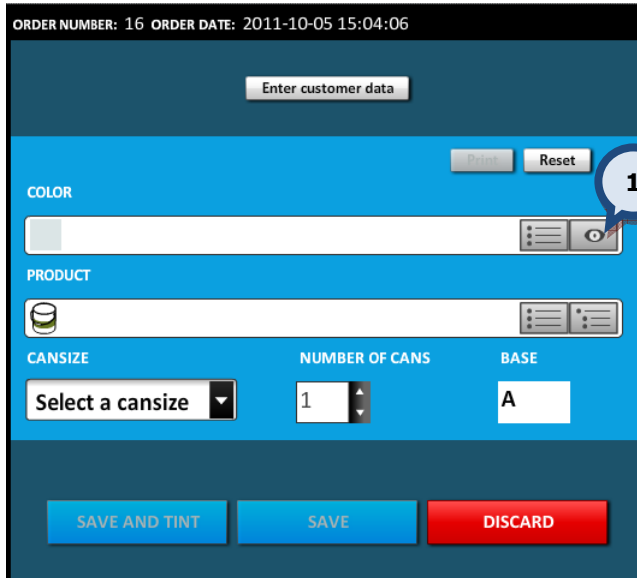 ORDER NUMBER: 16 ORDER DATE: 2011-10-05 15:04:06
Enter customer data
Print Reset
1
COLOR
PRODUCT
CANSIZE NUMBER OF CANS BASE
Select a cansize 1 A
SAVE AND TINT SAVE DISCARD